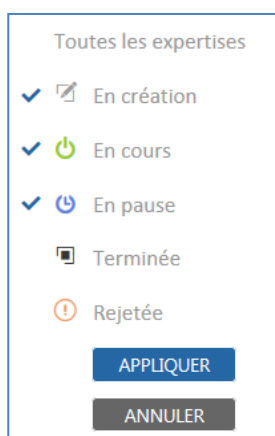 Toutes les expertises
En création
En cours
En pause
Terminée
Rejetée
APPLIQUER
ANNULER